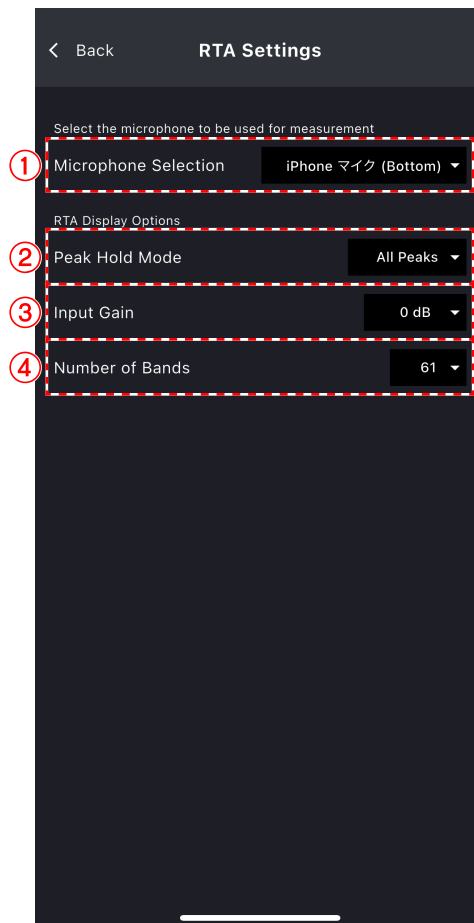 Back RTA Settings
Select the microphone to be used for measurement
① Microphone Selection iPhone マイク (Bottom)
RTA Display Options
② Peak Hold Mode All Peaks
③ Input Gain 0 dB
④ Number of Bands 61